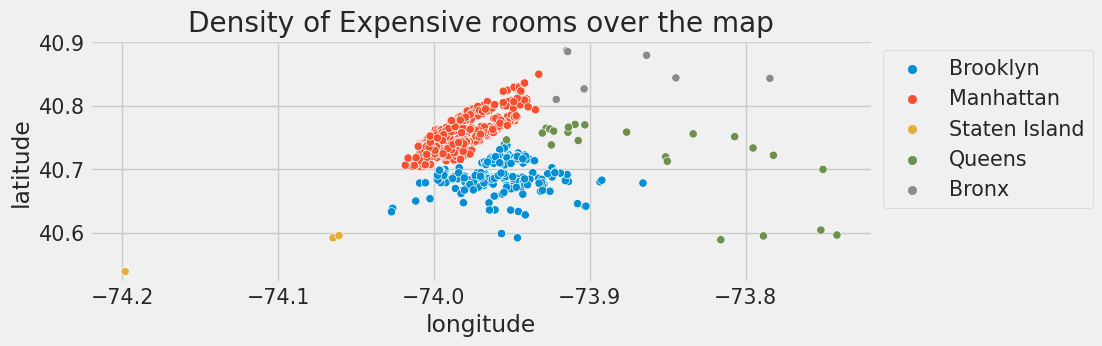 Density of Expensive rooms over the map
40.9
40.8
40.7
40.6
latitude
−74.2
−74.1
−74.0
−73.9
−73.8
longitude
Brooklyn
Manhattan
Staten Island
Queens
Bronx